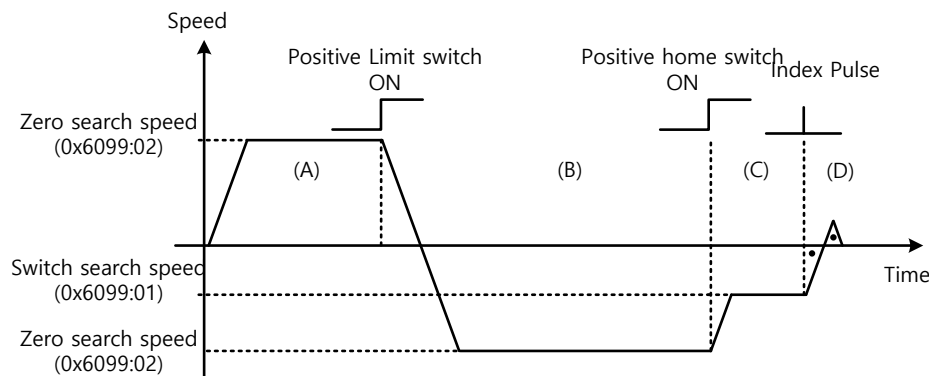 Speed
Positive Limit switch
ON
Positive home switch
ON
Index Pulse
Zero search speed
(0x6099:02)
(A)
(B)
(C)
(D)
Switch search speed
(0x6099:01)
Time
Zero search speed
(0x6099:02)